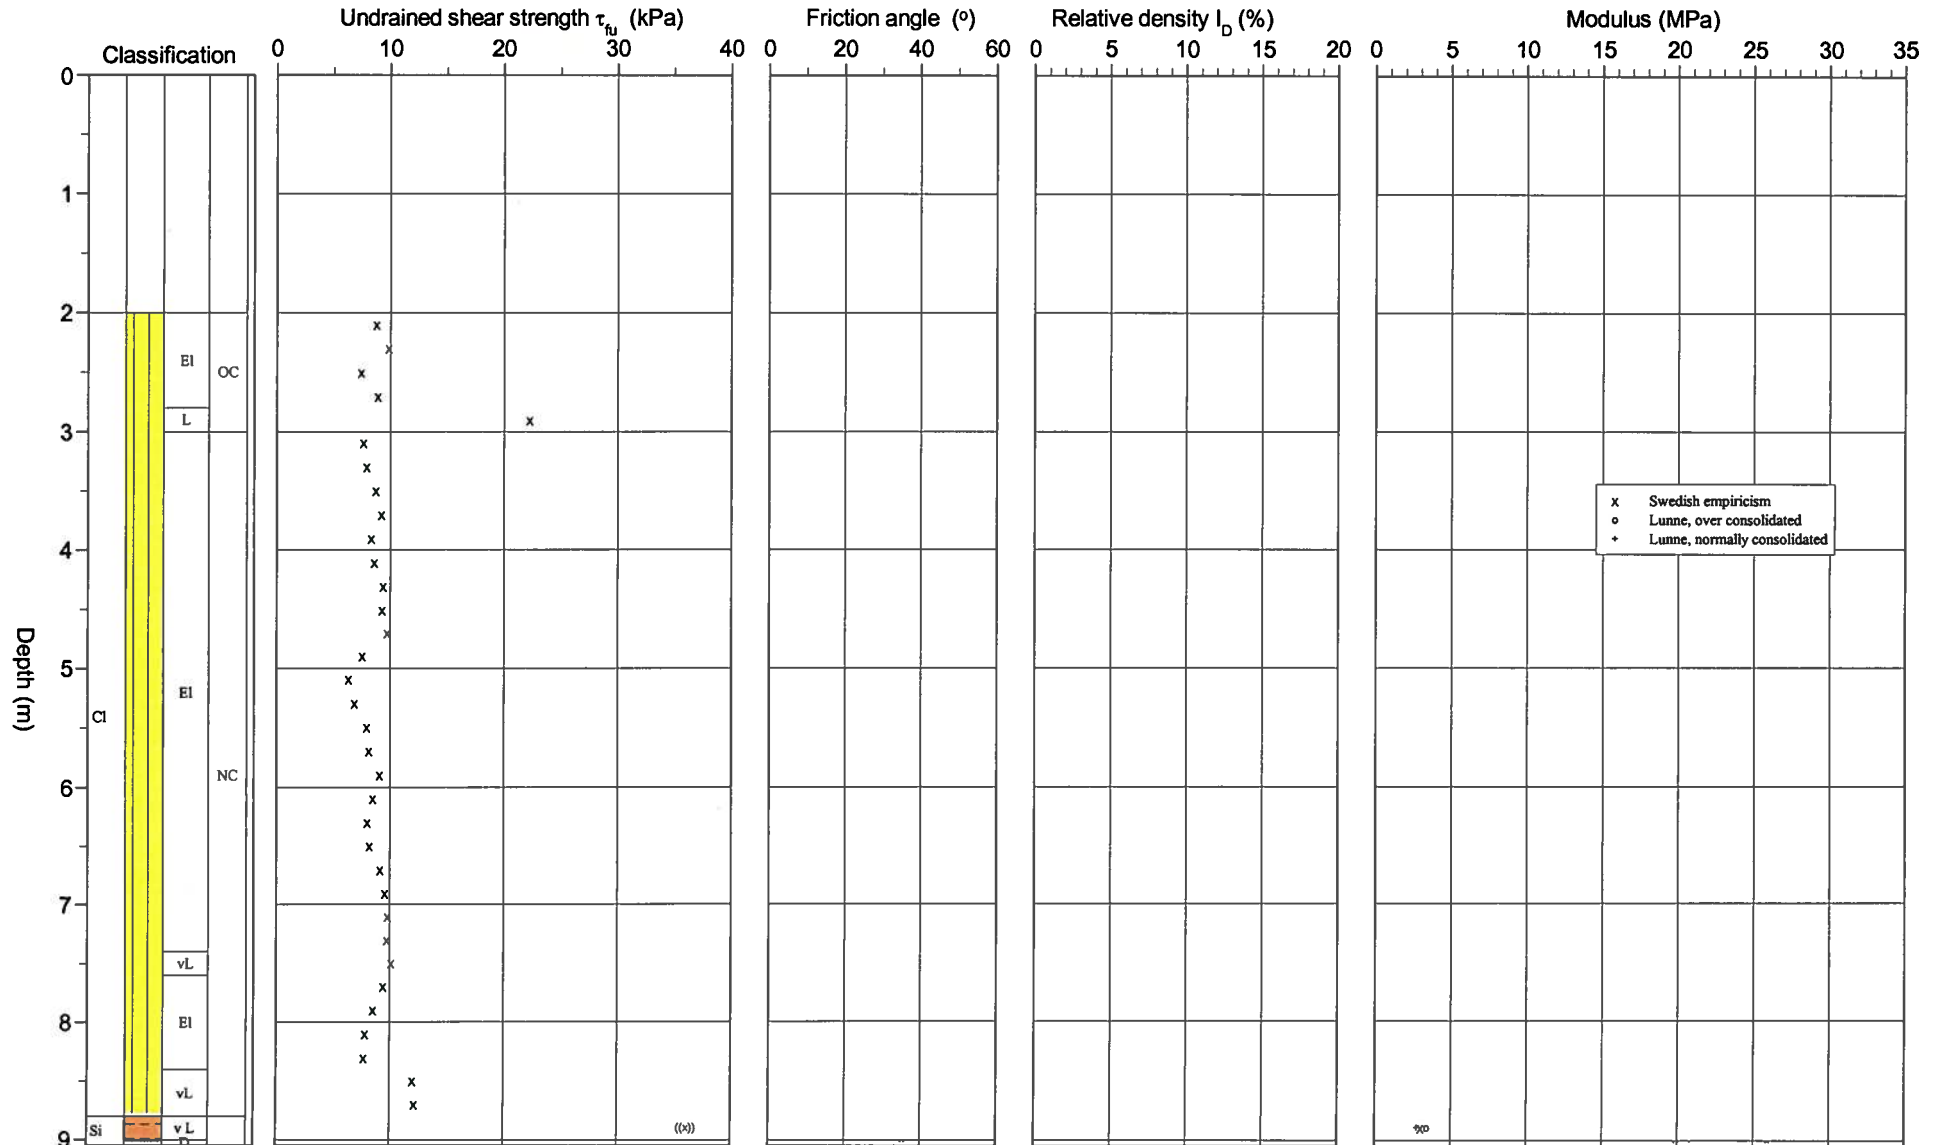 Undrained shear strength τfu (kPa) Friction angle (o) Relative density ID (%) Modulus (MPa)
Classification
0 10 20 30 40 0 20 40 60 0 5 10 15 20 0 5 10 15 20 25 30 35
0
1
2
El
OC
L
3
x Swedish empiricism
o Lunne, over consolidated
+ Lunne, normally consolidated
4
Depth (m)
5
El
Cl
NC
6
7
vL
8
El
vL
Si
v L
((x))
+xo
9